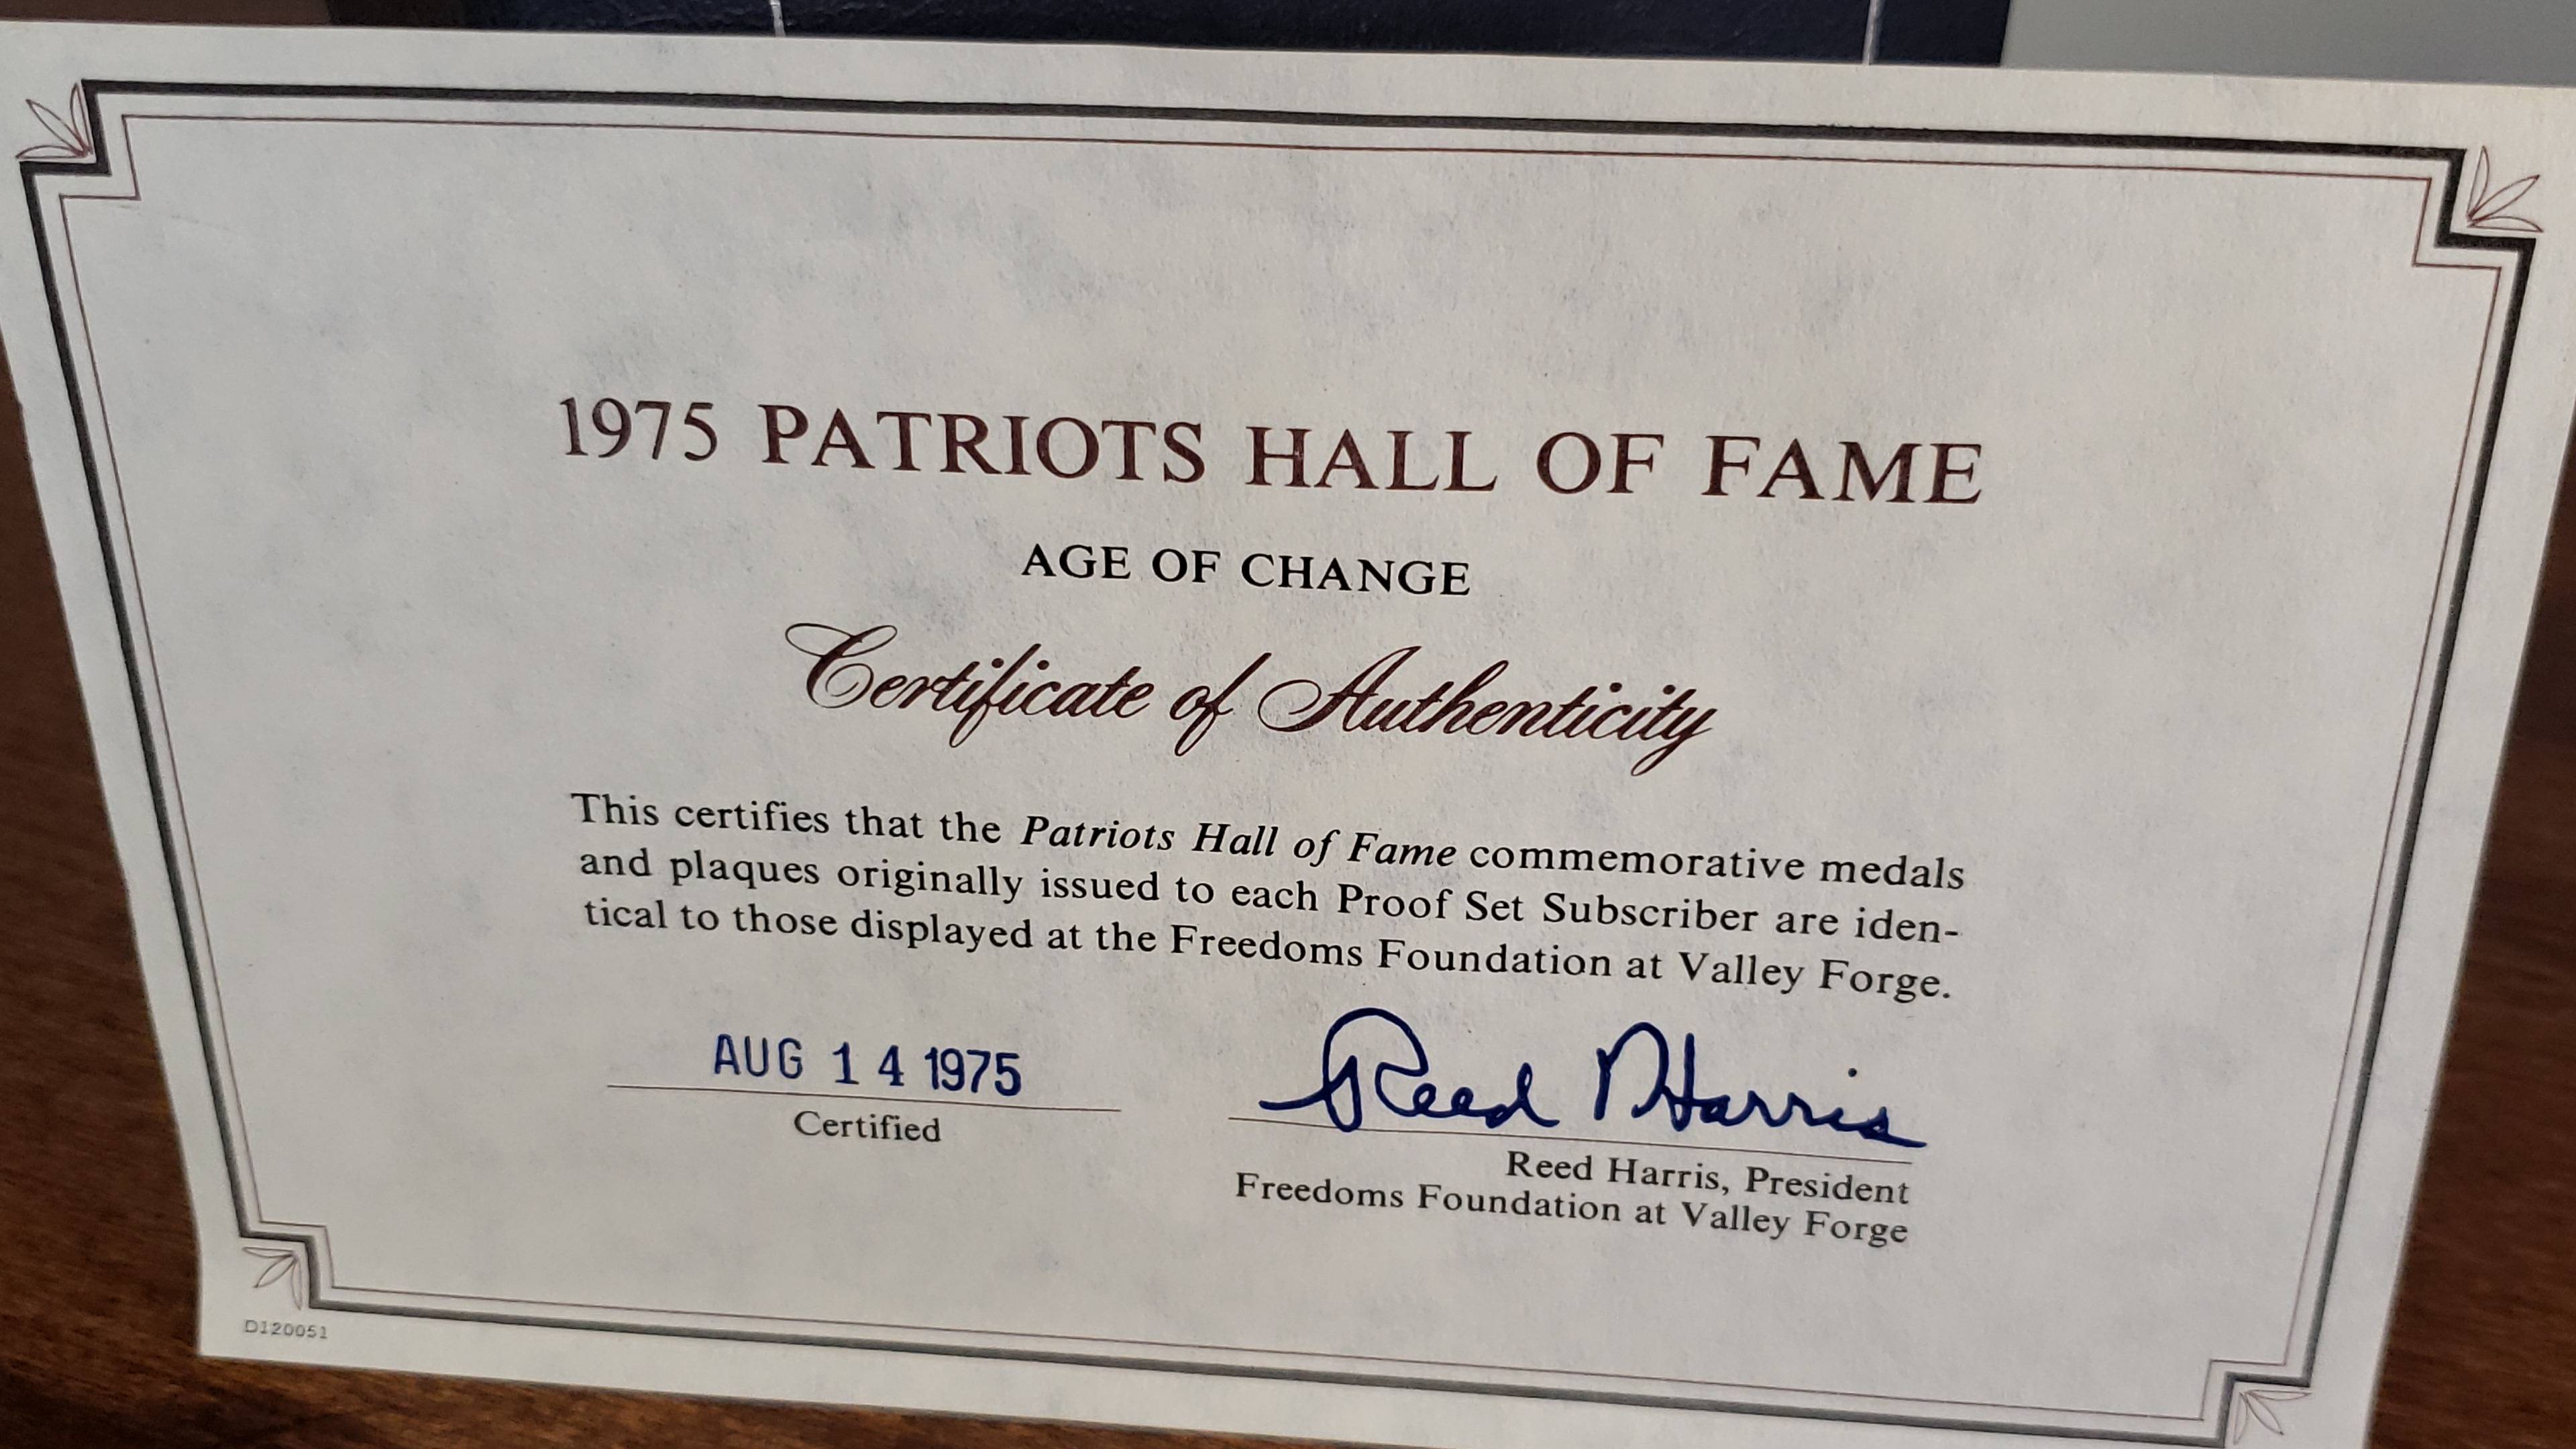 1975 PATRIOTS HALL OF FAME
AGE OF CHANGE
Certificate of Authenticity
This certifies that the Patriots Hall of Fame commemorative medals
and plaques originally issued to each Proof Set Subscriber are iden-
tical to those displayed at the Freedoms Foundation at Valley Forge.
AUG 14 1975
Certified
Reed Harris
Reed Harris, President
Freedoms Foundation at Valley Forge
D120051